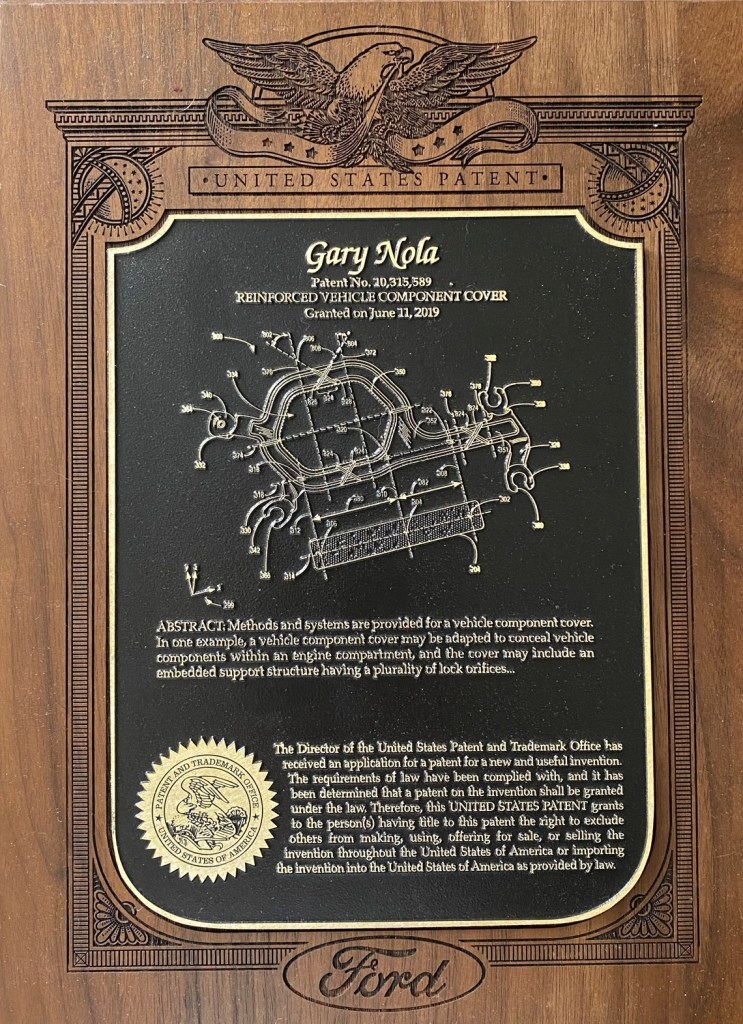 ·UNITED STATES PATENT·
Gary Nola
Patent No. 10,315,589
REINFORCED VEHICLE COMPONENT COVER
Granted on June 11, 2019
ABSTRACT: Methods and systems are provided for a vehicle component cover.
In one example, a vehicle component cover may be adapted to conceal vehicle
components within an engine compartment, and the cover may include an
embedded support structure having a plurality of lock orifices...
The Director of the United States Patent and Trademark Office has
received an application for a patent for a new and useful invention.
The requirements of law have been complied with, and it has
been determined that a patent on the invention shall be granted
under the law. Therefore, this UNITED STATES PATENT grants
to the person(s) having title to this patent the right to exclude
others from making, using, offering for sale, or selling the
invention throughout the United States of America or importing
the invention into the United States of America as provided by law.
PATENT AND TRADEMARK OFFICE
UNITED STATES OF AMERICA
Ford